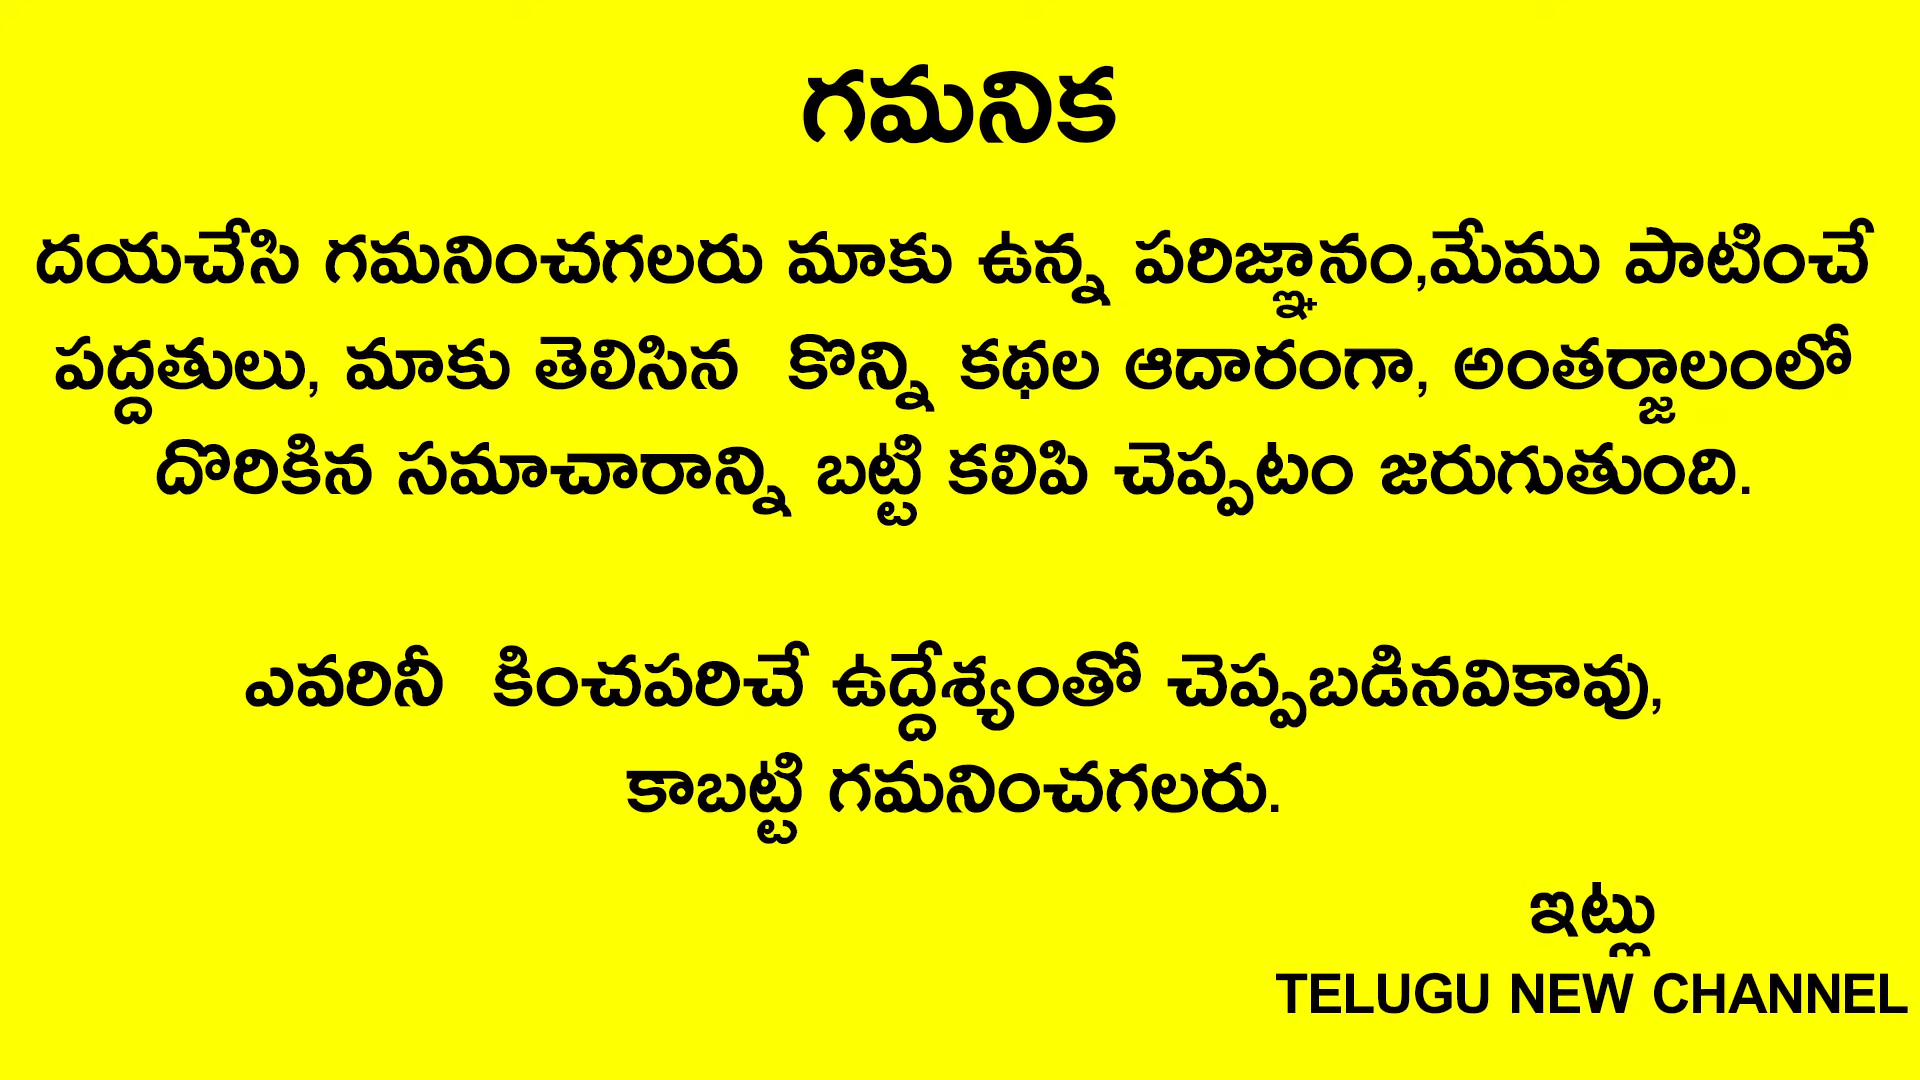 గమనిక
దయచేసి గమనించగలరు మాకు ఉన్న పరిజ్ఞానం,మేము పాటించే
పద్దతులు, మాకు తెలిసిన కొన్ని కథల ఆదారంగా, అంతర్జాలంలో
దొరికిన సమాచారాన్ని బట్టి కలిపి చెప్పటం జరుగుతుంది.
ఎవరినీ కించపరిచే ఉద్దేశ్యంతో చెప్పబడినవికావు,
కాబట్టి గమనించగలరు.
ఇట్లు
TELUGU NEW CHANNEL